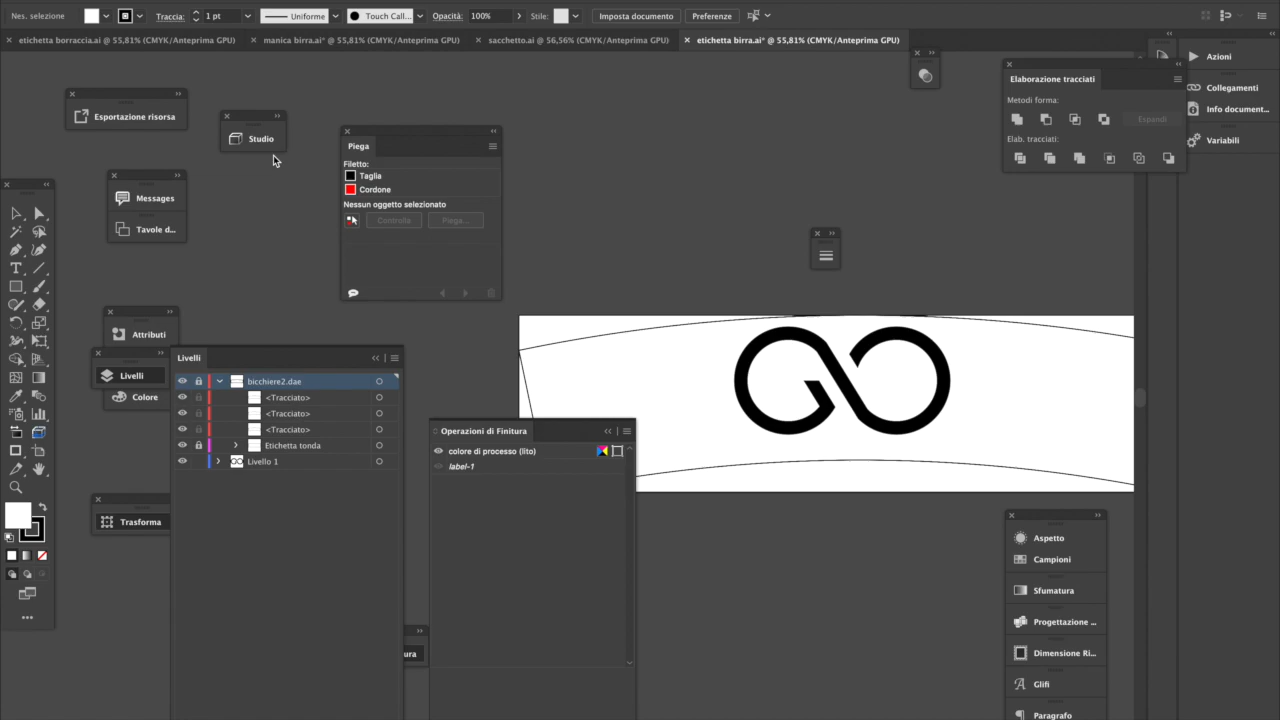 Nes. selezione
Traccia:
1 pt
Uniforme
Touch Call...
Opacità:
100%
Stile:
Imposta documento
Preferenze
etichetta borraccia.ai @ 55,81% (CMYK/Anteprima GPU)
manica birra.ai* @ 55,81% (CMYK/Anteprima GPU)
sacchetto.ai @ 56,56% (CMYK/Anteprima GPU)
etichetta birra.ai* @ 55,81% (CMYK/Anteprima GPU)
Azioni
Collegamenti
Info document...
Variabili
Elaborazione tracciati
Metodi forma:
Espandi
Elab. tracciati:
Esportazione risorsa
Studio
Piega
Filetto:
Taglia
Cordone
Nessun oggetto selezionato
Controlla
Piega...
Messages
Tavole d...
Attributi
Livelli
Colore
Trasforma
Livelli
bicchiere2.dae
<Tracciato>
<Tracciato>
<Tracciato>
Etichetta tonda
Livello 1
Operazioni di Finitura
colore di processo (lito)
label-1
ura
Aspetto
Campioni
Sfumatura
Progettazione ...
Dimensione Ri...
Glifi
Paragrafo